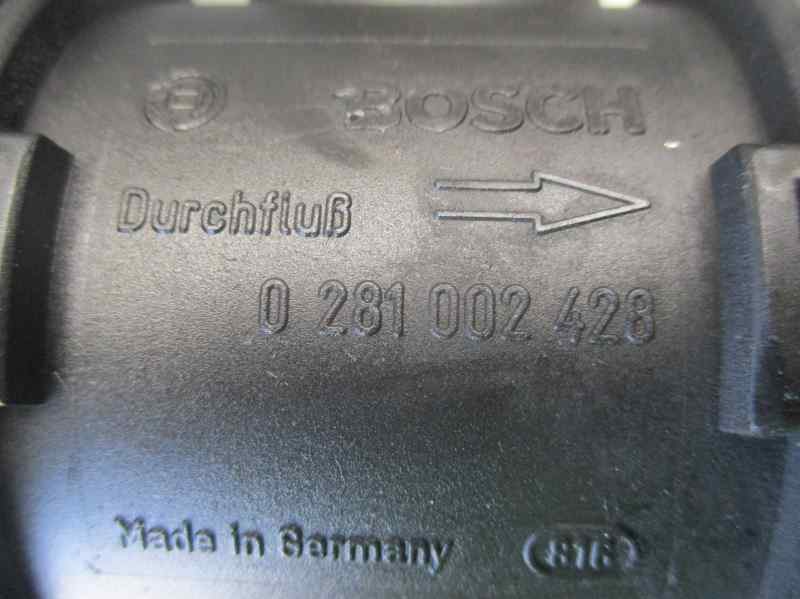 BOSCH
Durchfluß
0 281 002 428
Made in Germany